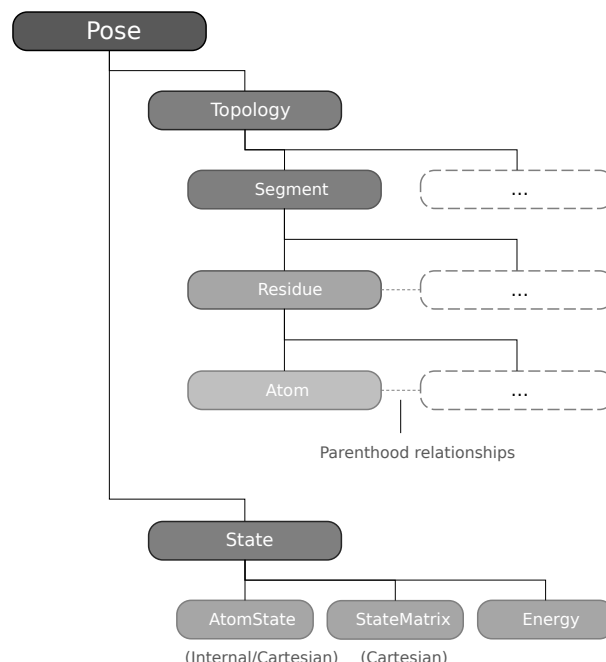 Pose
Topology
Segment
...
Residue
...
Atom
...
Parenthood relationships
State
AtomState
StateMatrix
Energy
(Internal/Cartesian)
(Cartesian)